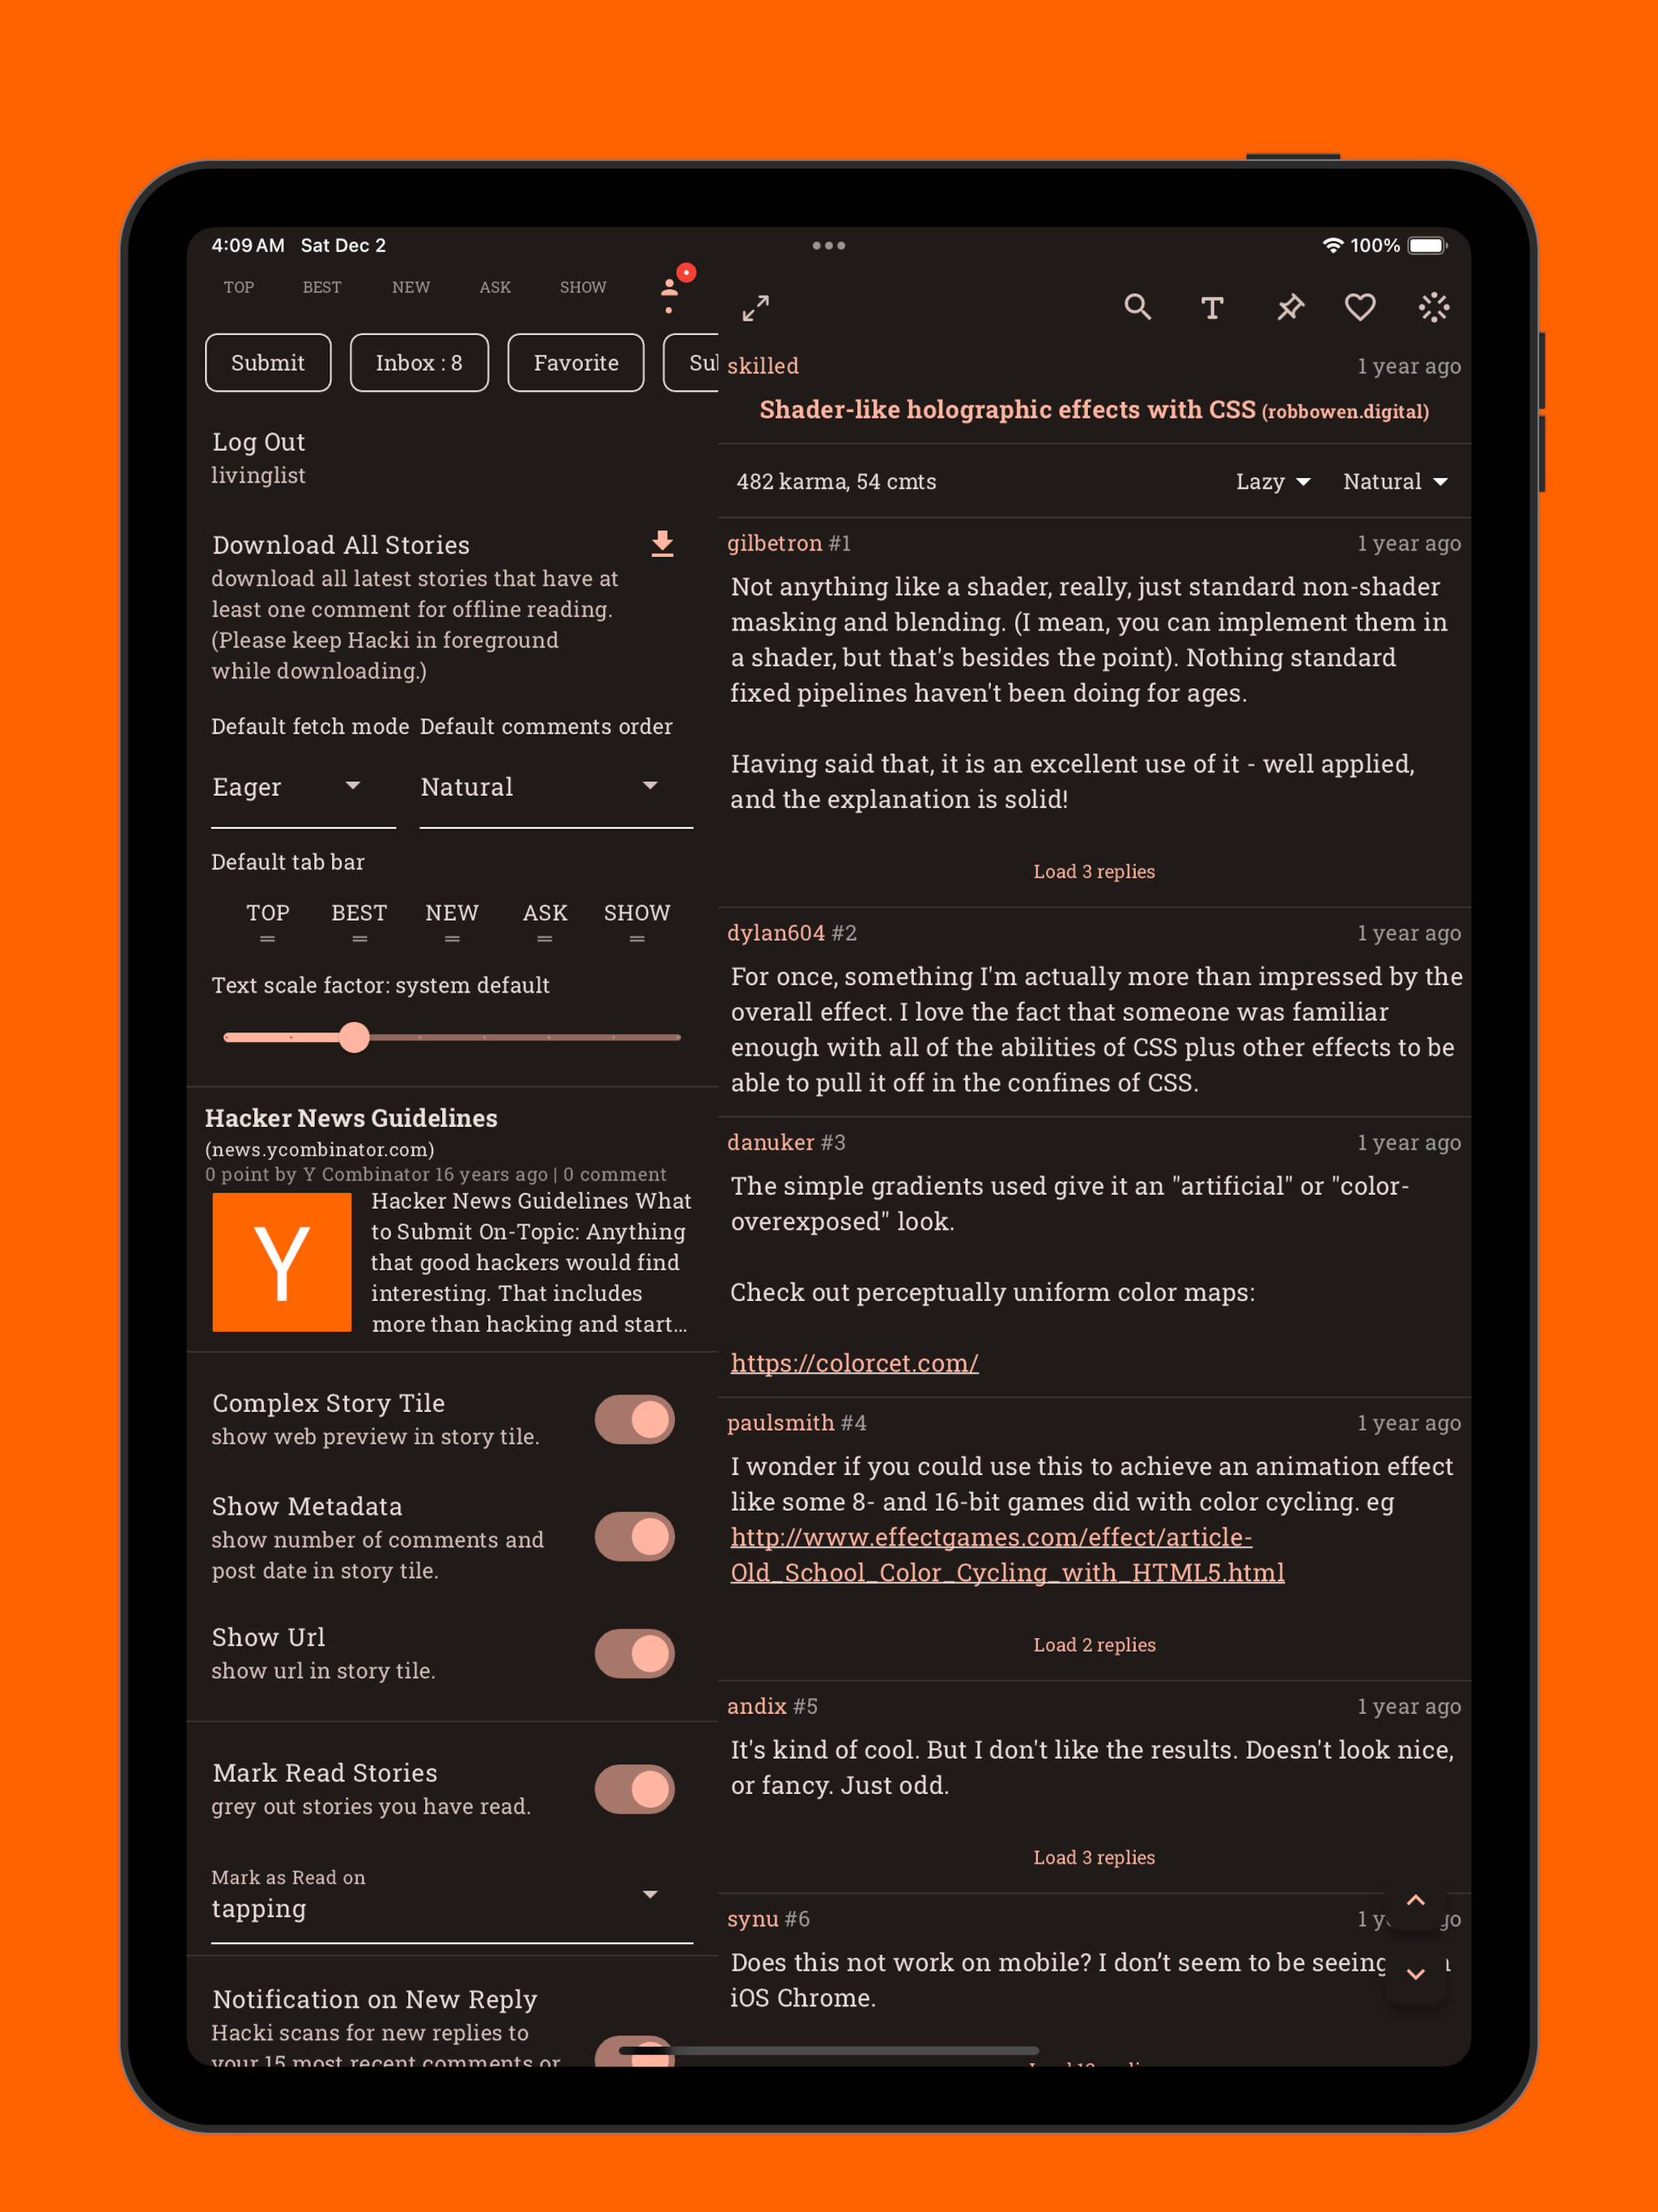 4:09 AM Sat Dec 2
100%
TOP BEST NEW ASK SHOW
Submit Inbox : 8 Favorite
Log Out
livinglist
Download All Stories
download all latest stories that have at
least one comment for offline reading.
(Please keep Hacki in foreground
while downloading.)
Default fetch mode Default comments order
Eager Natural
Default tab bar
TOP BEST NEW ASK SHOW
Text scale factor: system default
Hacker News Guidelines
(news.ycombinator.com)
0 point by Y Combinator 16 years ago | 0 comment
Y
Hacker News Guidelines What
to Submit On-Topic: Anything
that good hackers would find
interesting. That includes
more than hacking and start...
Complex Story Tile
show web preview in story tile.
Show Metadata
show number of comments and
post date in story tile.
Show Url
show url in story tile.
Mark Read Stories
grey out stories you have read.
Mark as Read on
tapping
Notification on New Reply
Hacki scans for new replies to
your 15 most recent comments or
T
skilled 1 year ago
Shader-like holographic effects with CSS (robbowen.digital)
482 karma, 54 cmts Lazy Natural
gilbetron #1 1 year ago
Not anything like a shader, really, just standard non-shader
masking and blending. (I mean, you can implement them in
a shader, but that's besides the point). Nothing standard
fixed pipelines haven't been doing for ages.
Having said that, it is an excellent use of it - well applied,
and the explanation is solid!
Load 3 replies
dylan604 #2 1 year ago
For once, something I'm actually more than impressed by the
overall effect. I love the fact that someone was familiar
enough with all of the abilities of CSS plus other effects to be
able to pull it off in the confines of CSS.
danuker #3 1 year ago
The simple gradients used give it an "artificial" or "color-
overexposed" look.
Check out perceptually uniform color maps:
https://colorcet.com/
paulsmith #4 1 year ago
I wonder if you could use this to achieve an animation effect
like some 8- and 16-bit games did with color cycling. eg
http://www.effectgames.com/effect/article-
Old_School_Color_Cycling_with_HTML5.html
Load 2 replies
andix #5 1 year ago
It's kind of cool. But I don't like the results. Doesn't look nice,
or fancy. Just odd.
Load 3 replies
synu #6
Does this not work on mobile? I don’t seem to be seeing
iOS Chrome.